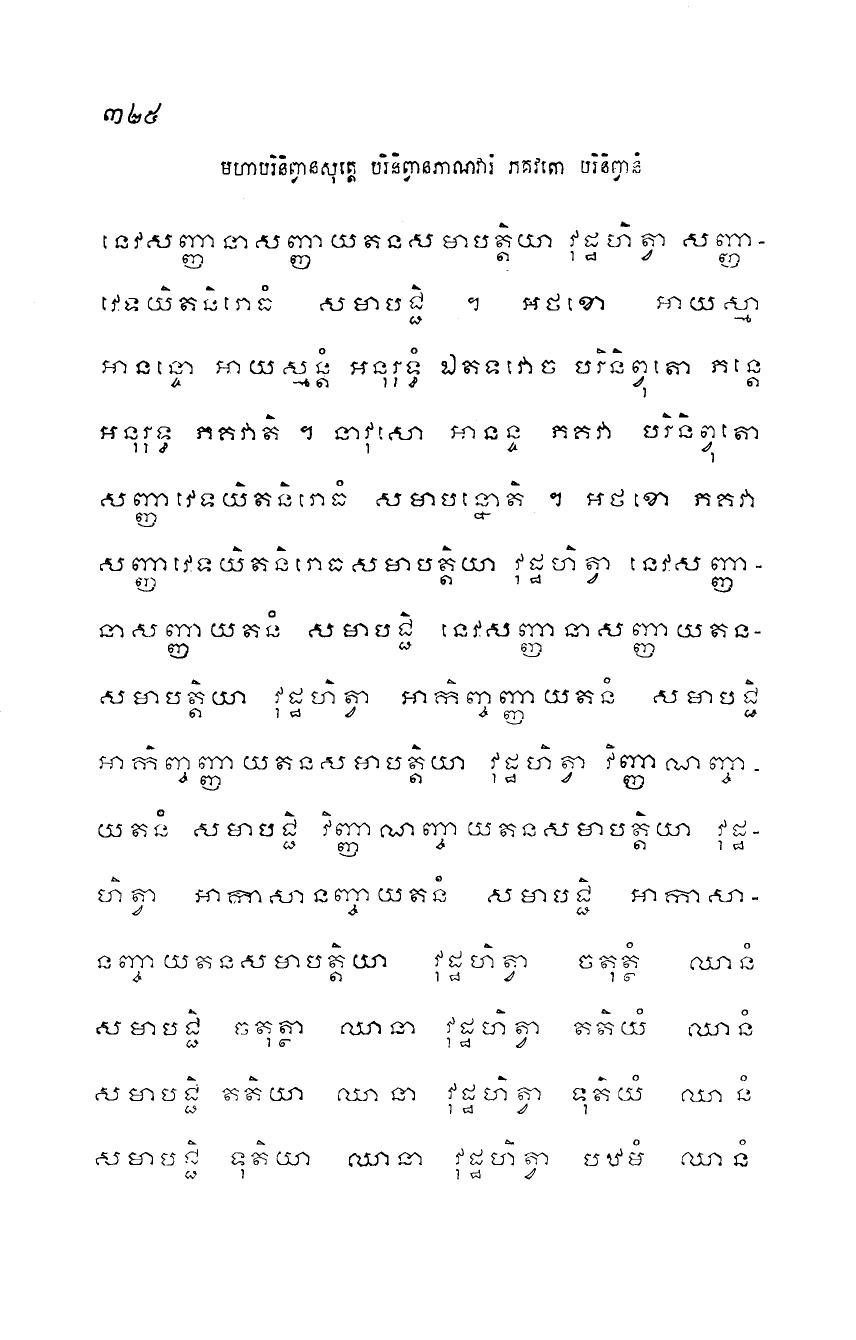 ៣២៥
មហាបរិនិព្វានសុត្តេ បរិនិព្វានភាណវារំ ភគវតោ បរិនិព្វានំ
នេវសញ្ញានាសញ្ញាយតនសមាបត្តិយា វុដ្ឋហិត្វា សញ្ញា-
វេទយិតនិរោធំ សមាបជ្ជិ ។ អថខោ អាយស្មា
អានន្ទោ អាយស្មន្តំ អនុរុទ្ធំ ឯតទវោច បរិនិព្វុតោ ភន្តេ
អនុរុទ្ធ ភគវាតិ ។ នាវុសោ អានន្ទ ភគវា បរិនិព្វុតោ
សញ្ញាវេទយិតនិរោធំ សមាបន្នោតិ ។ អថខោ ភគវា
សញ្ញាវេទយិតនិរោធសមាបត្តិយា វុដ្ឋហិត្វា នេវសញ្ញា-
នាសញ្ញាយតនំ សមាបជ្ជិ នេវសញ្ញានាសញ្ញាយតន-
សមាបត្តិយា វុដ្ឋហិត្វា អាកិញ្ចញ្ញាយតនំ សមាបជ្ជិ
អាកិញ្ចញ្ញាយតនសមាបត្តិយា វុដ្ឋហិត្វា វិញ្ញាណញ្ចា-
យតនំ សមាបជ្ជិ វិញ្ញាណញ្ចាយតនសមាបត្តិយា វុដ្ឋ-
ហិត្វា អាកាសានញ្ចាយតនំ សមាបជ្ជិ អាកាសា-
នញ្ចាយតនសមាបត្តិយា វុដ្ឋហិត្វា ចតុត្ថំ ឈានំ
សមាបជ្ជិ ចតុត្ថា ឈានា វុដ្ឋហិត្វា តតិយំ ឈានំ
សមាបជ្ជិ តតិយា ឈានា វុដ្ឋហិត្វា ទុតិយំ ឈានំ
សមាបជ្ជិ ទុតិយា ឈានា វុដ្ឋហិត្វា បឋមំ ឈានំ